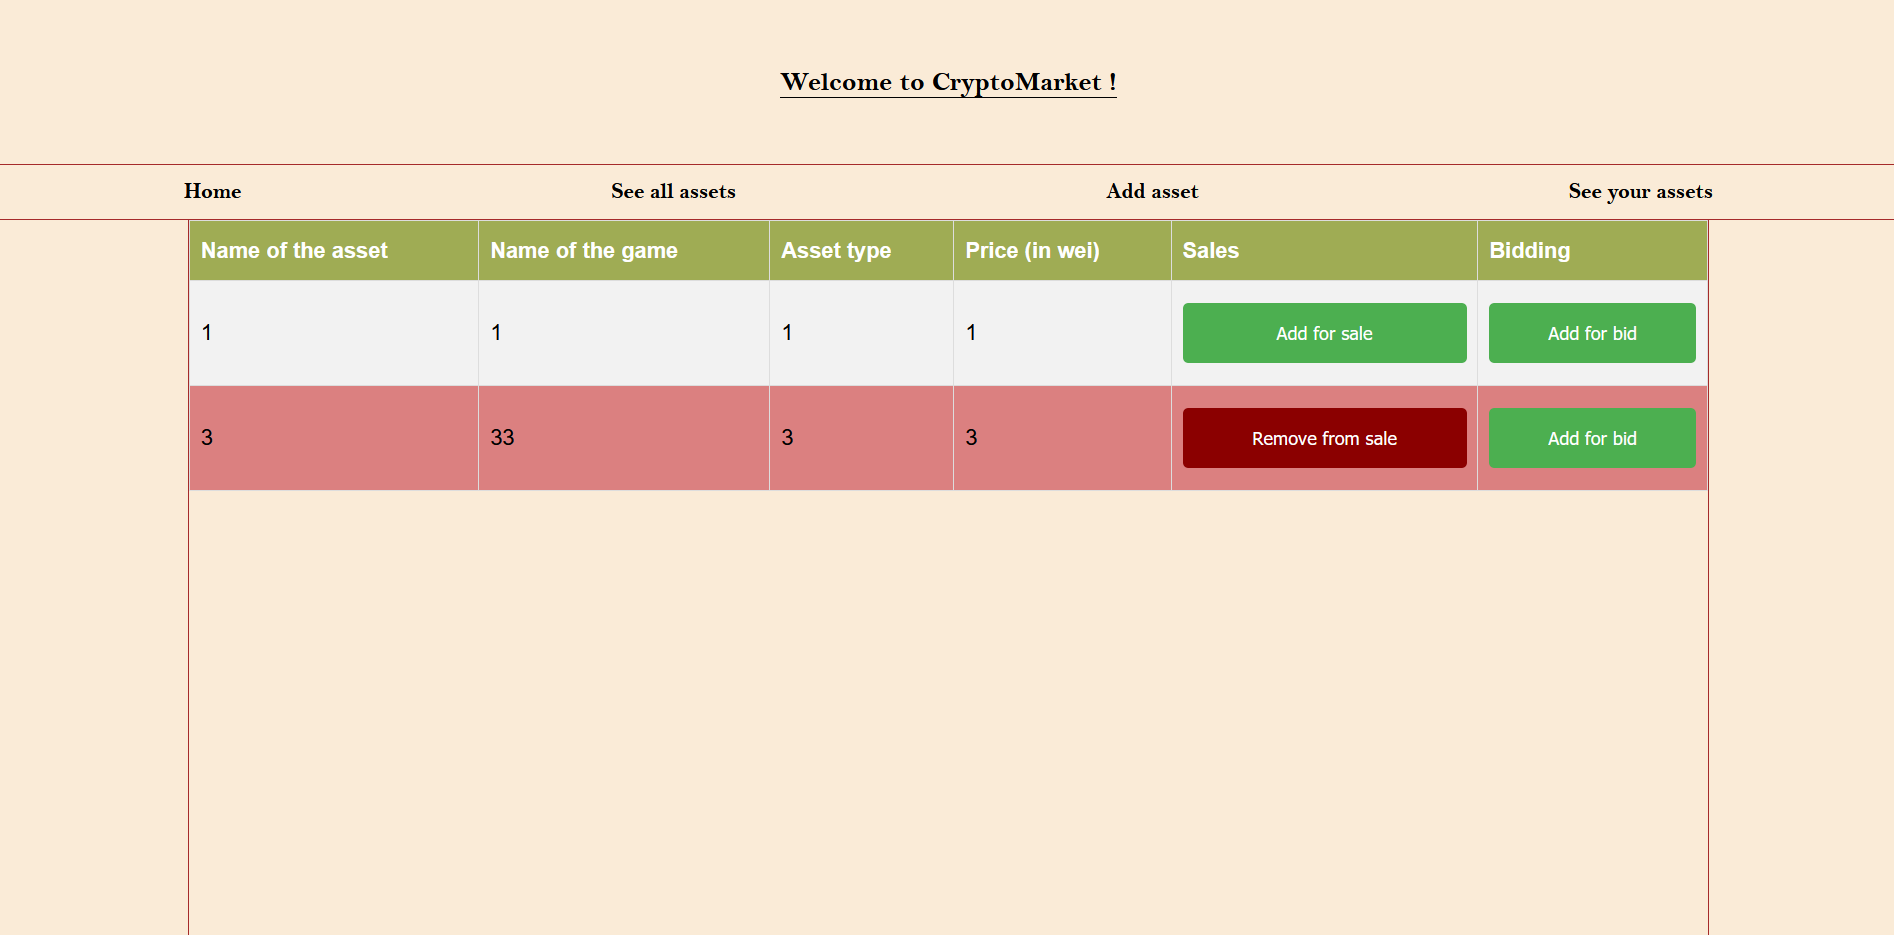 Welcome to CryptoMarket !
Home See all assets Add asset See your assets
Name of the asset Name of the game Asset type Price (in wei) Sales Bidding
1 1 1 1 Add for sale Add for bid
3 33 3 3 Remove from sale Add for bid